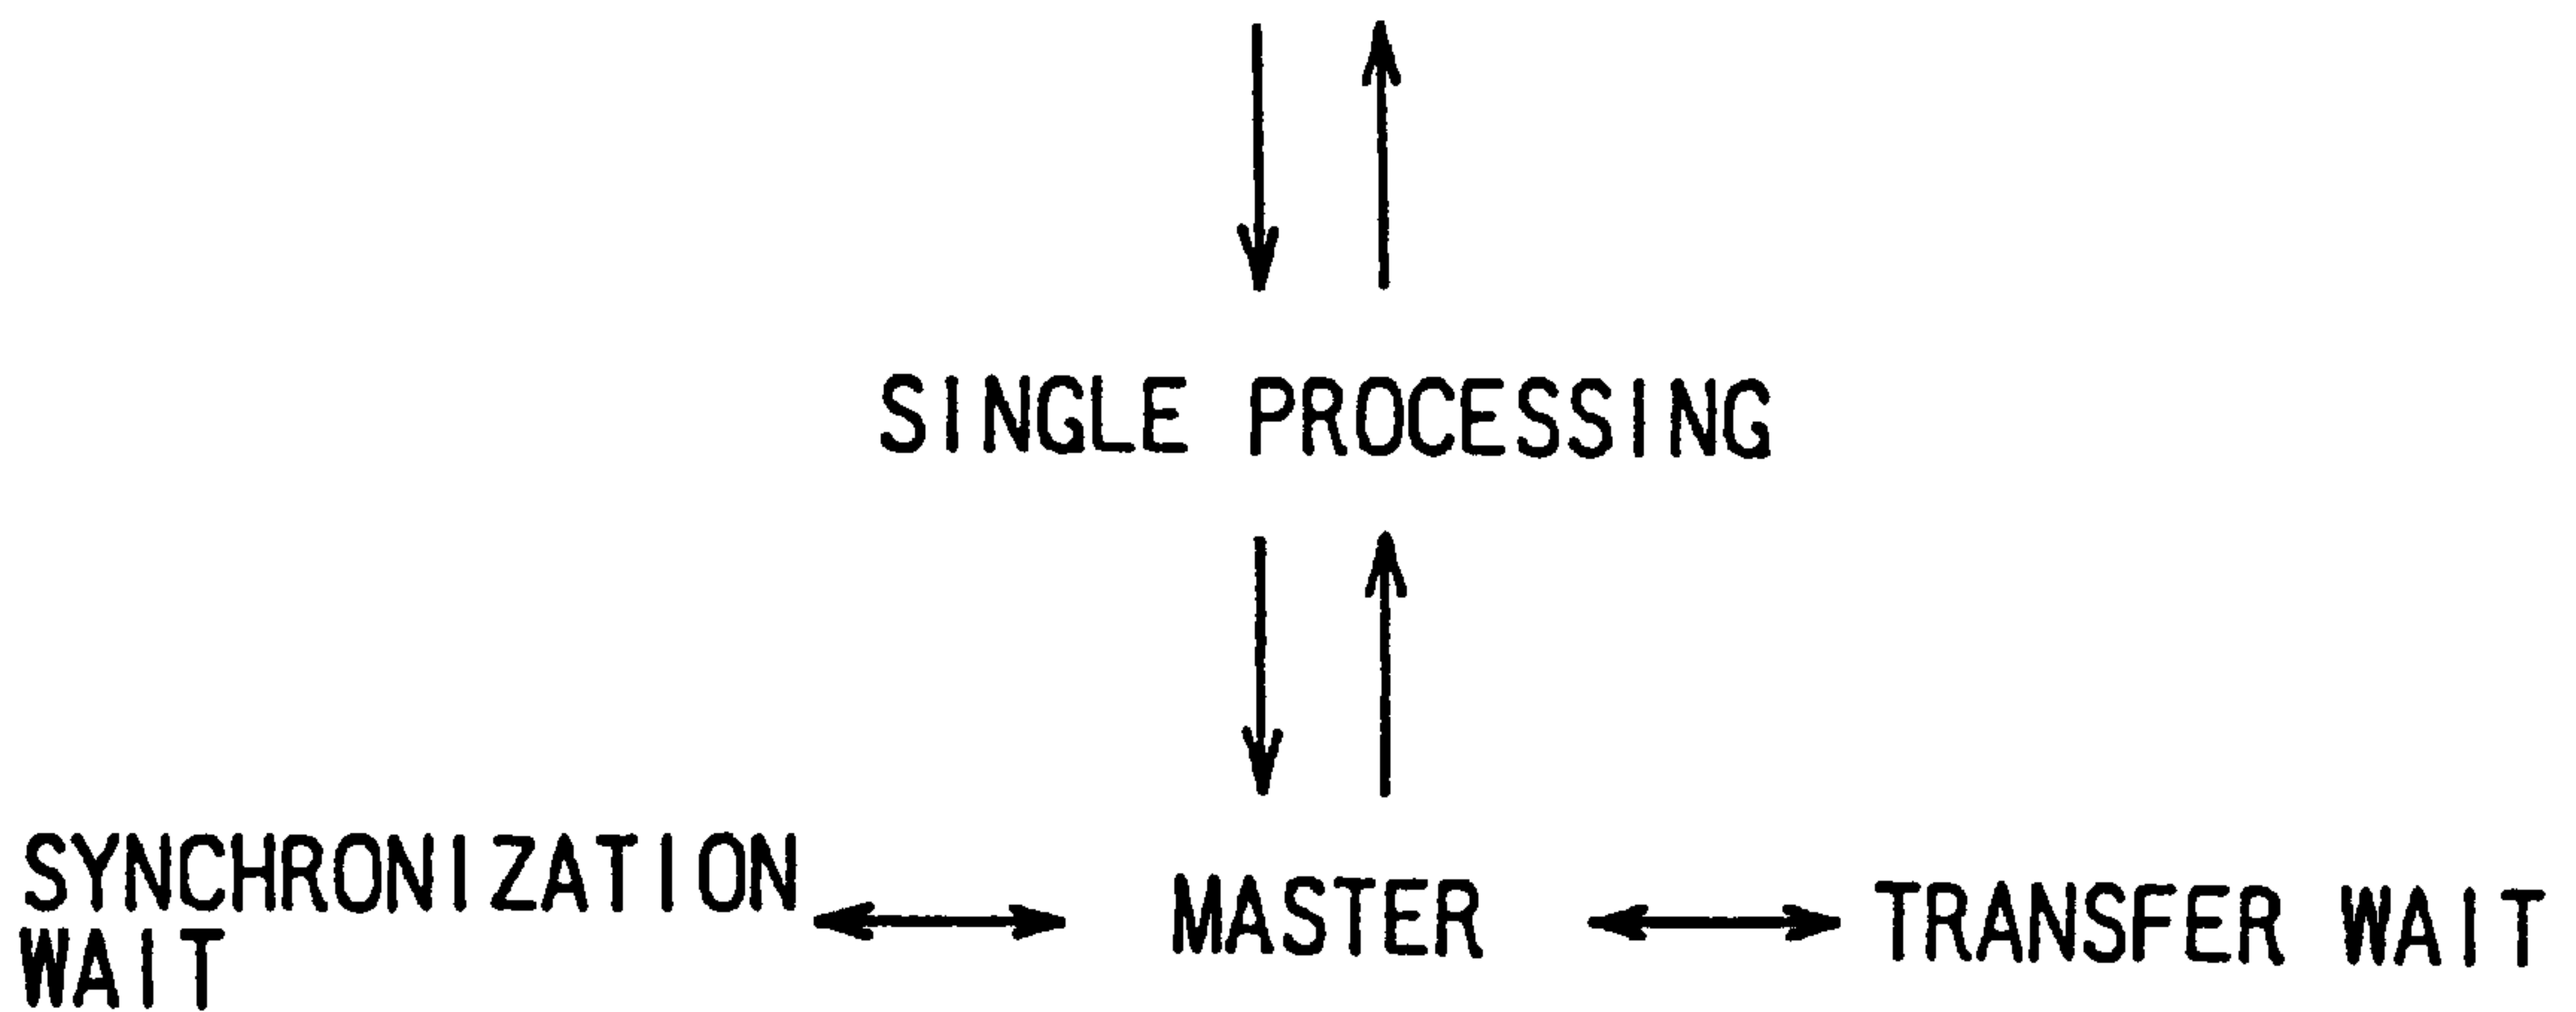 SINGLE PROCESSING
SYNCHRONIZATION
WAIT
MASTER
TRANSFER WAIT